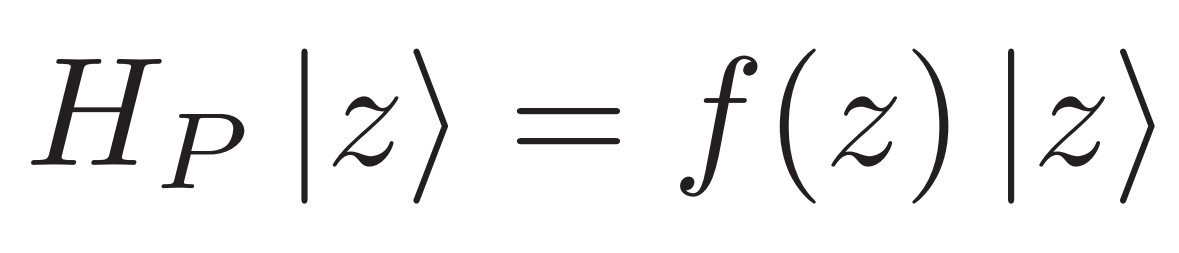 H_P |z⟩ = f(z) |z⟩